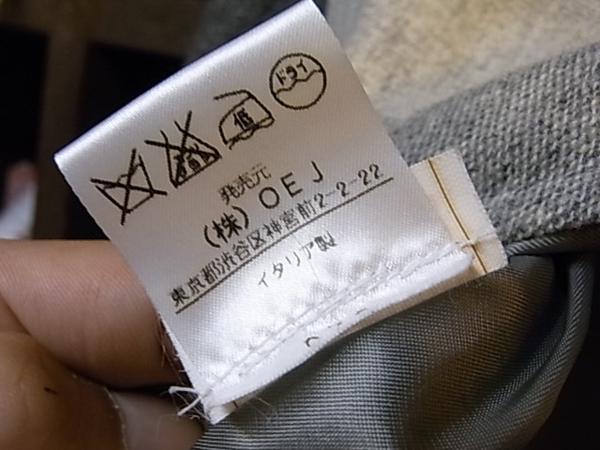 ドライ
低
発売元
(株)OEJ
東京都渋谷区神宮前2-2-22
イタリア製